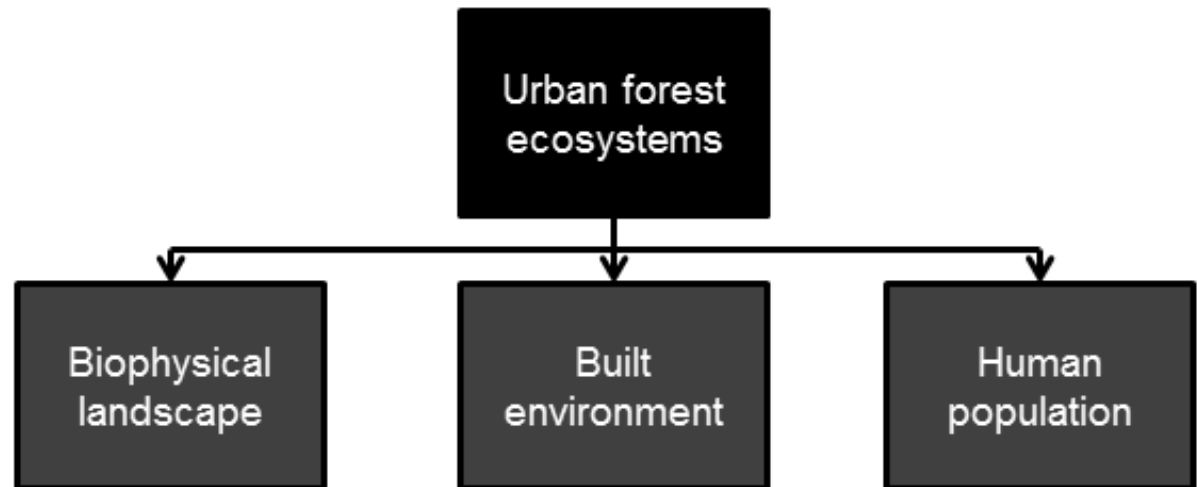 Urban forest
ecosystems
Biophysical
landscape
Built
environment
Human
population